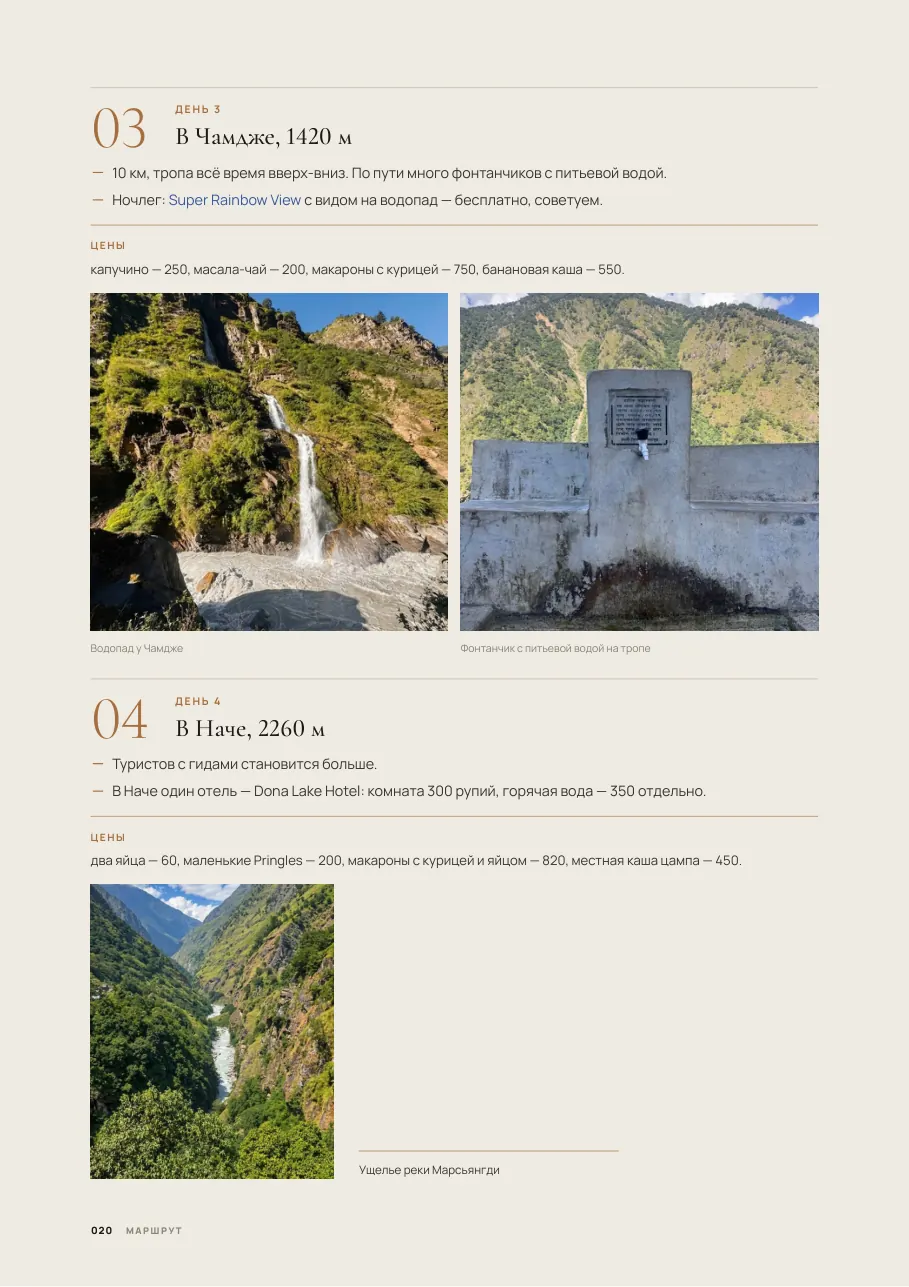 03
ДЕНЬ 3
В Чамдже, 1420 м
— 10 км, тропа всё время вверх-вниз. По пути много фонтанчиков с питьевой водой.
— Ночлег: Super Rainbow View с видом на водопад — бесплатно, советуем.
ЦЕНЫ
капучино — 250, масала-чай — 200, макароны с курицей — 750, банановая каша — 550.
Водопад у Чамдже
Фонтанчик с питьевой водой на тропе
04
ДЕНЬ 4
В Наче, 2260 м
— Туристов с гидами становится больше.
— В Наче один отель — Dona Lake Hotel: комната 300 рупий, горячая вода — 350 отдельно.
ЦЕНЫ
два яйца — 60, маленькие Pringles — 200, макароны с курицей и яйцом — 820, местная каша цампа — 450.
Ущелье реки Марсьянгди
020 МАРШРУТ